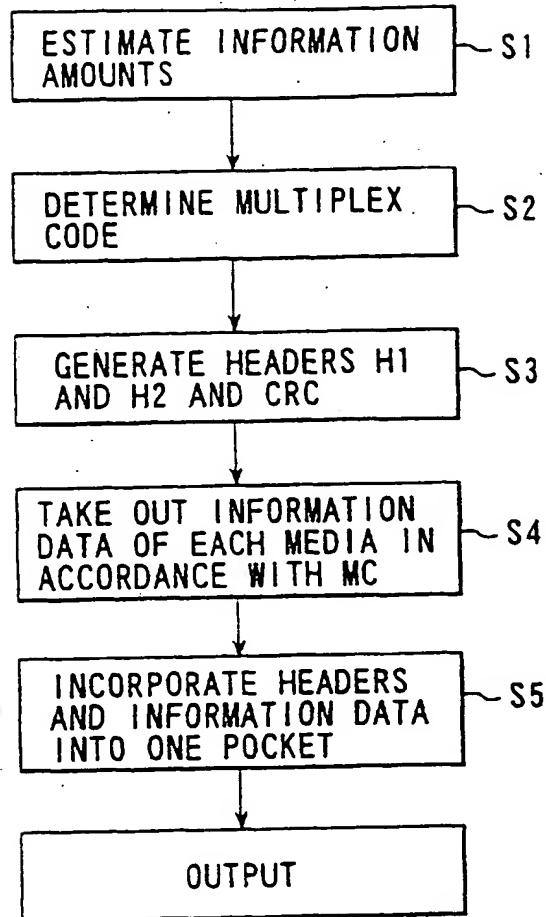 ESTIMATE INFORMATION
AMOUNTS
S1
DETERMINE MULTIPLEX
CODE
S2
GENERATE HEADERS H1
AND H2 AND CRC
S3
TAKE OUT INFORMATION
DATA OF EACH MEDIA IN
ACCORDANCE WITH MC
S4
INCORPORATE HEADERS
AND INFORMATION DATA
INTO ONE POCKET
S5
OUTPUT